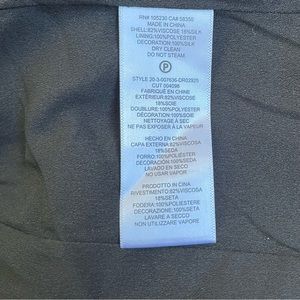 RN# 105230 CA# 58350
MADE IN CHINA
SHELL:82%VISCOSE 18%SILK
LINING:100%POLYESTER
DECORATION:100%SILK
DRY CLEAN
DO NOT STEAM
P
STYLE 20-3-007636-DR02925
CUT 004098
FABRIQUÉ EN CHINE
EXTÉRIEUR:82%VISCOSE
18%SOIE
DOUBLURE:100%POLYESTER
DÉCORATION:100%SOIE
NETTOYAGE À SEC
NE PAS EXPOSER À LA VAPEUR
HECHO EN CHINA
CAPA EXTERNA:82%VISCOSA
18%SEDA
FORRO:100%POLIÉSTER
DECORACIÓN:100%SEDA
LAVADO EN SECO
NO USAR VAPOR
PRODOTTO IN CINA
RIVESTIMENTO:82%VISCOSA
18%SETA
FODERA:100%POLIESTERE
DECORAZIONE:100%SETA
LAVARE A SECCO
NON UTILIZZARE VAPORE